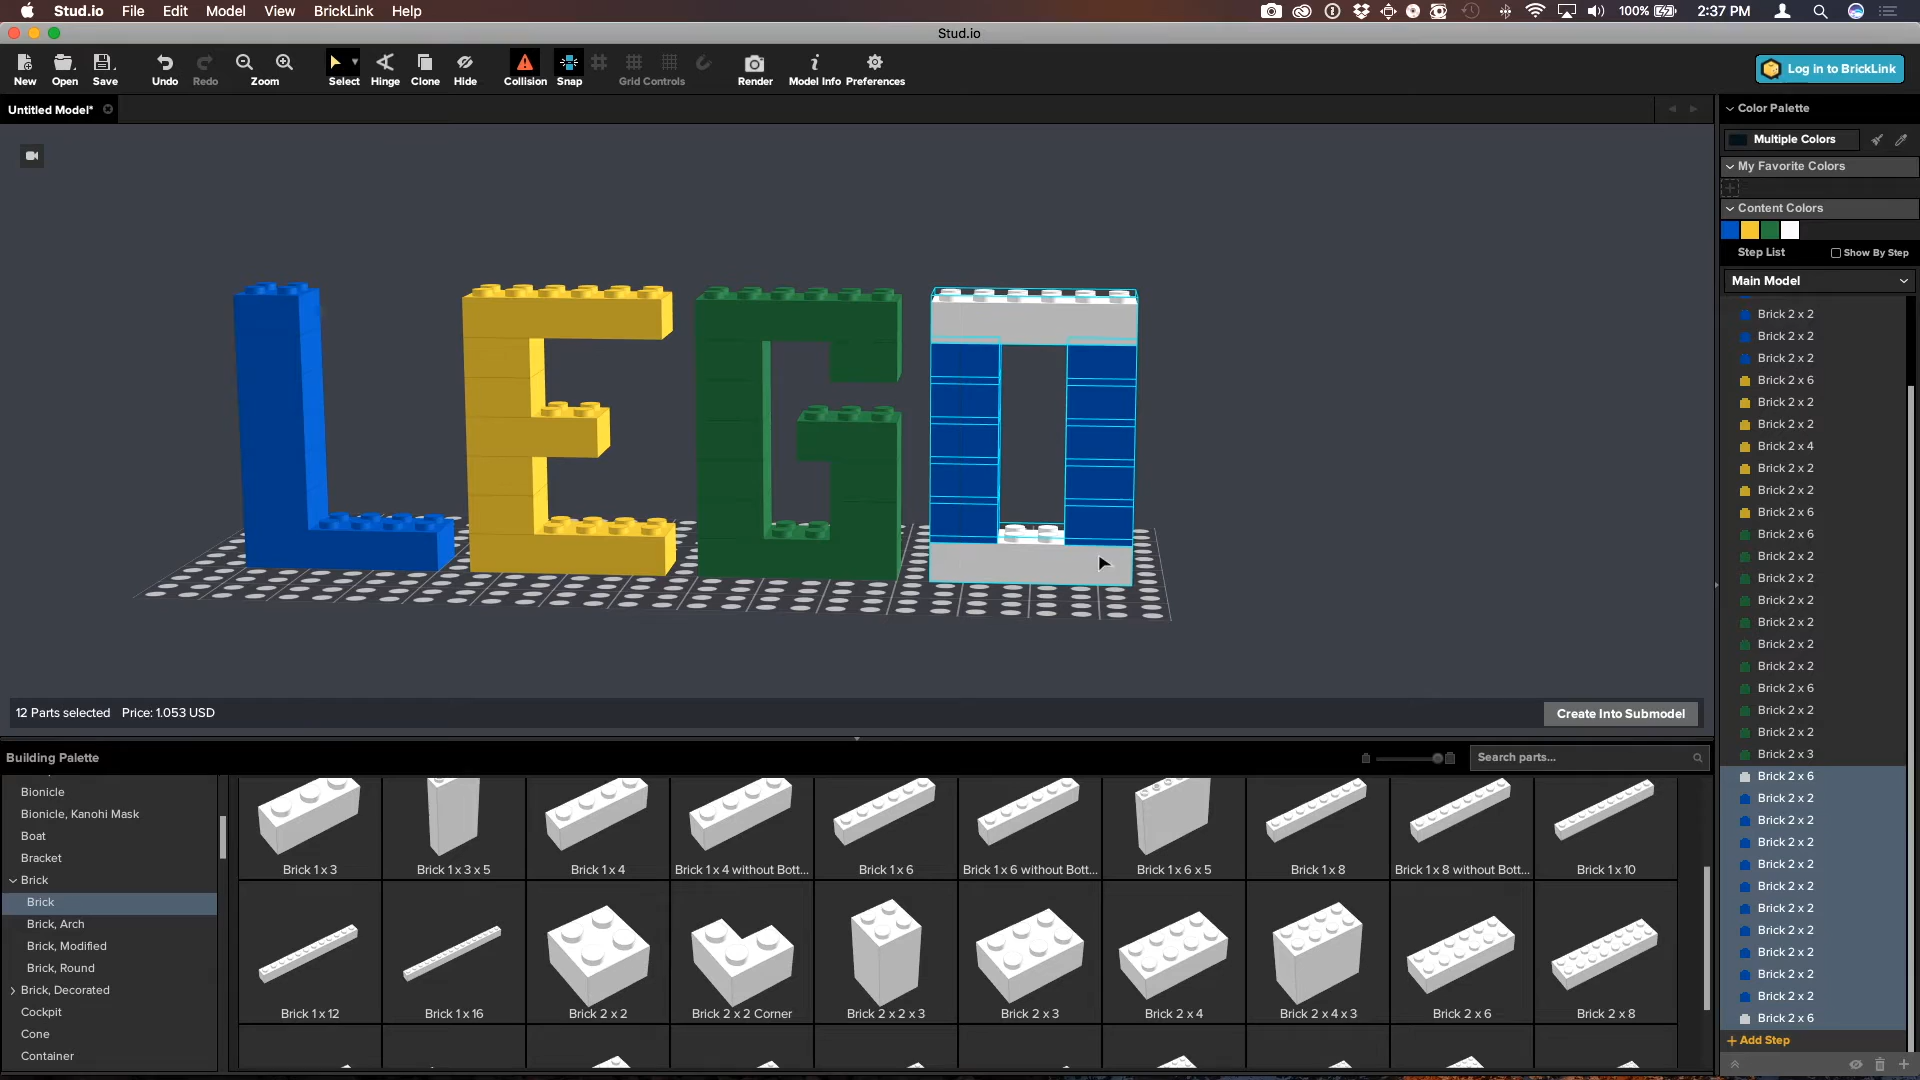 Stud.io File Edit Model View BrickLink Help 100% 2:37 PM
Stud.io
New Open Save Undo Redo Zoom Select Hinge Clone Hide Collision Snap Grid Controls Render Model Info Preferences
Log in to BrickLink
Untitled Model*
Color Palette
Multiple Colors
My Favorite Colors
Content Colors
Step List Show By Step
Main Model
Brick 2 x 2
Brick 2 x 2
Brick 2 x 2
Brick 2 x 6
Brick 2 x 2
Brick 2 x 2
Brick 2 x 4
Brick 2 x 2
Brick 2 x 2
Brick 2 x 6
Brick 2 x 6
Brick 2 x 2
Brick 2 x 2
Brick 2 x 2
Brick 2 x 2
Brick 2 x 2
Brick 2 x 2
Brick 2 x 6
Brick 2 x 2
Brick 2 x 2
Brick 2 x 3
Brick 2 x 6
Brick 2 x 2
Brick 2 x 2
Brick 2 x 2
Brick 2 x 2
Brick 2 x 2
Brick 2 x 2
Brick 2 x 2
Brick 2 x 2
Brick 2 x 2
Brick 2 x 2
Brick 2 x 6
+ Add Step
LEGO
12 Parts selected Price: 1.053 USD
Create Into Submodel
Building Palette
Search parts...
Bionicle
Bionicle, Kanohi Mask
Boat
Bracket
Brick
Brick
Brick, Arch
Brick, Modified
Brick, Round
Brick, Decorated
Cockpit
Cone
Container
Brick 1 x 3 Brick 1 x 3 x 5 Brick 1 x 4 Brick 1 x 4 without Bott... Brick 1 x 6 Brick 1 x 6 without Bott... Brick 1 x 6 x 5 Brick 1 x 8 Brick 1 x 8 without Bott... Brick 1 x 10
Brick 1 x 12 Brick 1 x 16 Brick 2 x 2 Brick 2 x 2 Corner Brick 2 x 2 x 3 Brick 2 x 3 Brick 2 x 4 Brick 2 x 4 x 3 Brick 2 x 6 Brick 2 x 8